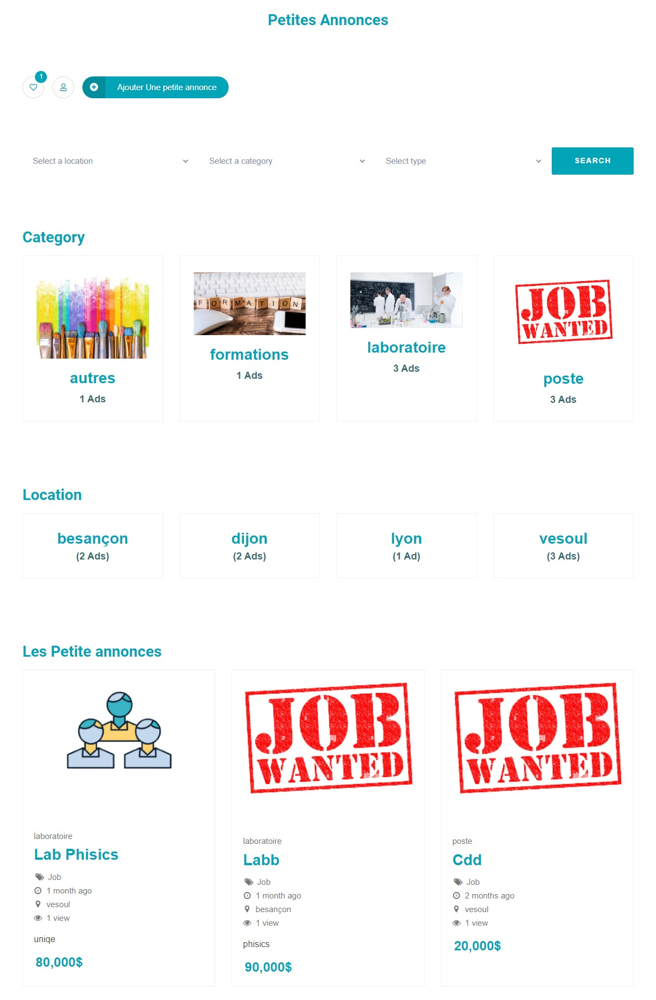 Petites Annonces
1
Ajouter Une petite annonce
Select a location
Select a category
Select type
SEARCH
Category
FORMATION
JOB
WANTED
autres
1 Ads
formations
1 Ads
laboratoire
3 Ads
poste
3 Ads
Location
besançon
(2 Ads)
dijon
(2 Ads)
lyon
(1 Ad)
vesoul
(3 Ads)
Les Petite annonces
laboratoire
Lab Phisics
Job
1 month ago
vesoul
1 view
uniqe
80,000$
JOB
WANTED
laboratoire
Labb
Job
1 month ago
besançon
1 view
phisics
90,000$
JOB
WANTED
poste
Cdd
Job
2 months ago
vesoul
1 view
20,000$